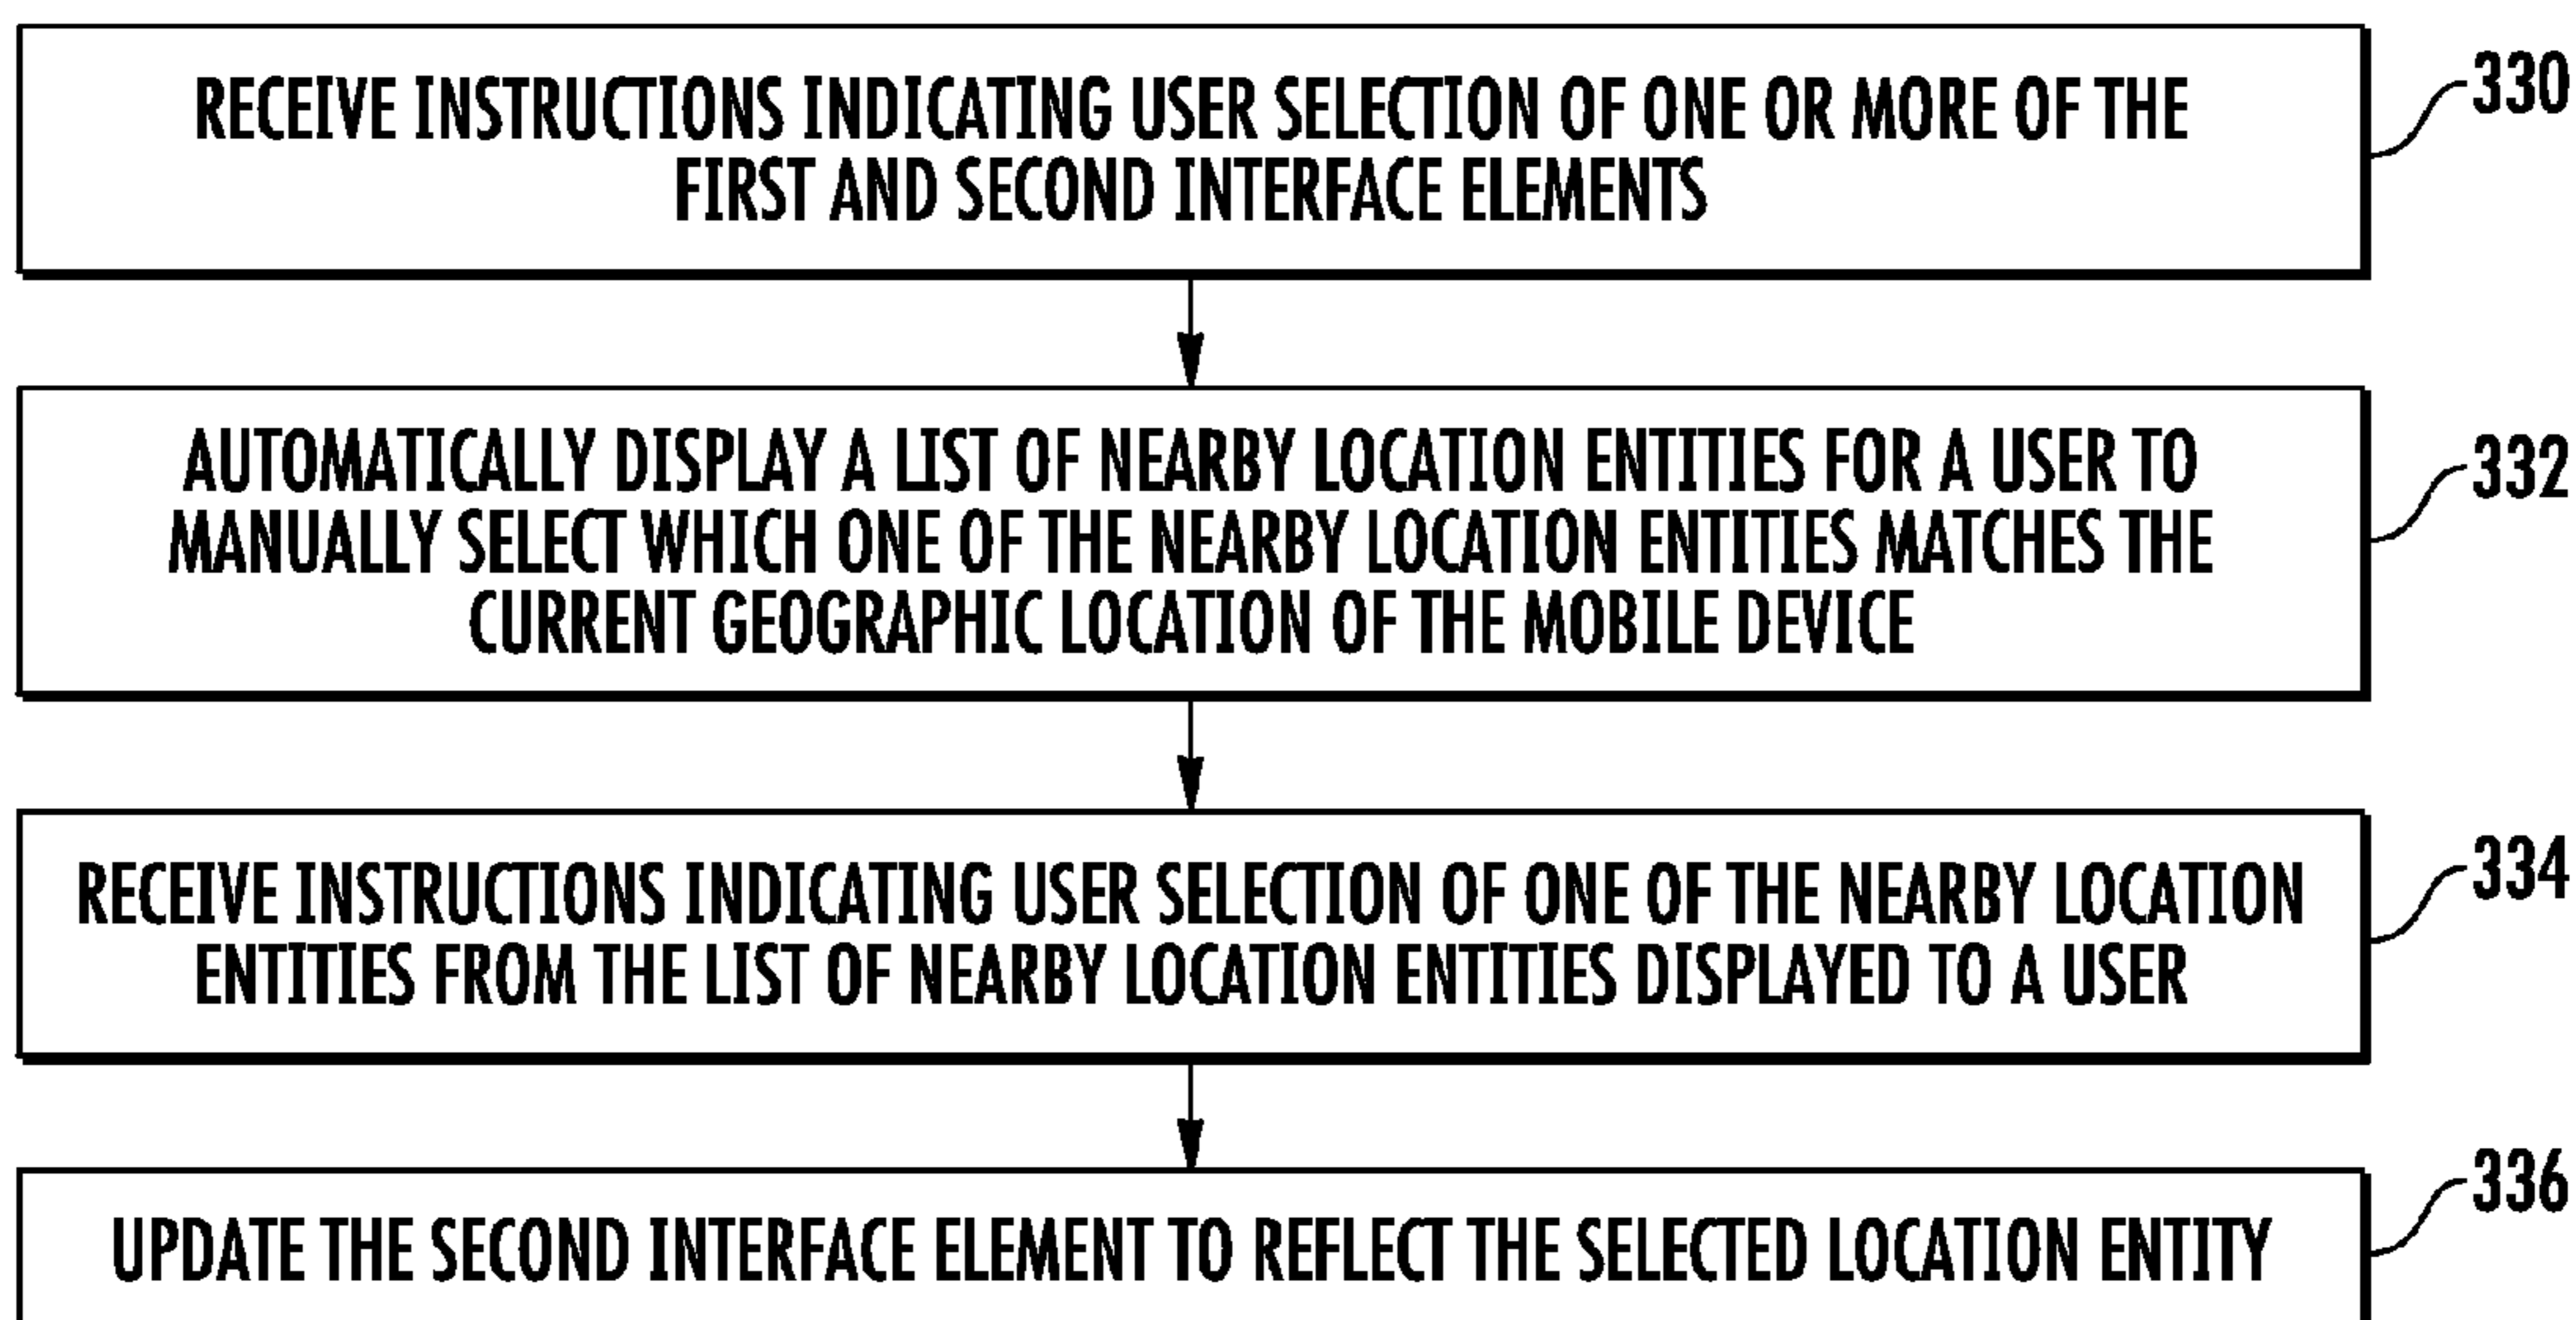 RECEIVE INSTRUCTIONS INDICATING USER SELECTION OF ONE OR MORE OF THE
FIRST AND SECOND INTERFACE ELEMENTS
330
AUTOMATICALLY DISPLAY A LIST OF NEARBY LOCATION ENTITIES FOR A USER TO
MANUALLY SELECT WHICH ONE OF THE NEARBY LOCATION ENTITIES MATCHES THE
CURRENT GEOGRAPHIC LOCATION OF THE MOBILE DEVICE
332
RECEIVE INSTRUCTIONS INDICATING USER SELECTION OF ONE OF THE NEARBY LOCATION
ENTITIES FROM THE LIST OF NEARBY LOCATION ENTITIES DISPLAYED TO A USER
334
UPDATE THE SECOND INTERFACE ELEMENT TO REFLECT THE SELECTED LOCATION ENTITY
336